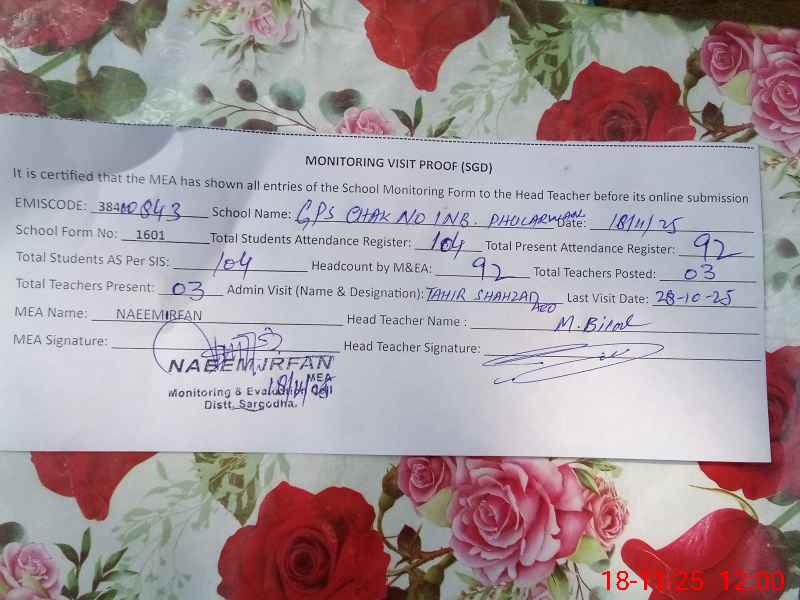 MONITORING VISIT PROOF (SGD)
It is certified that the MEA has shown all entries of the School Monitoring Form to the Head Teacher before its online submission
EMISCODE: 38410843 School Name: GPS CHAK NO 1NB. PHULARWAN Date: 18/11/25
School Form No: 1601 Total Students Attendance Register: 104 Total Present Attendance Register: 92
Total Students AS Per SIS: 104 Headcount by M&EA: 92 Total Teachers Posted: 03
Total Teachers Present: 03 Admin Visit (Name & Designation): TAHIR SHAHZAD AEO Last Visit Date: 28-10-25
MEA Name: NAEEMIRFAN Head Teacher Name : M. Bilal
MEA Signature: Head Teacher Signature:
NAEEM IRFAN
MEA
Monitoring & Evaluation Cell
Distt. Sargodha.
18-11-25 12:00